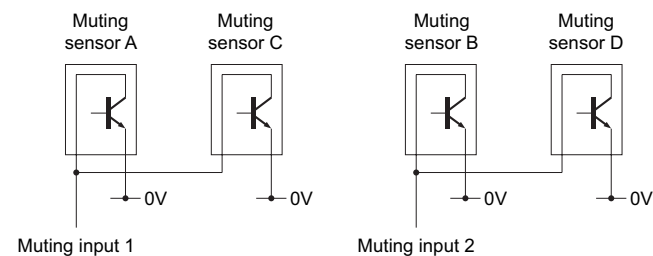 Muting
sensor A
Muting
sensor C
Muting
sensor B
Muting
sensor D
0V
0V
0V
0V
Muting input 1
Muting input 2